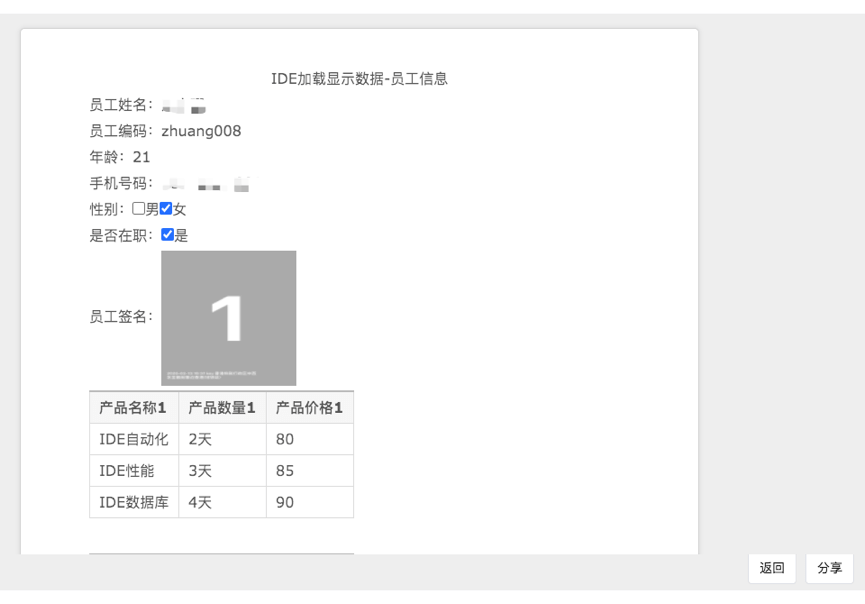 IDE加载显示数据-员工信息
员工姓名：
员工编码：zhuang008
年龄：21
手机号码：
性别：男女
是否在职：是
员工签名：
1
产品名称1 产品数量1 产品价格1
IDE自动化 2天 80
IDE性能 3天 85
IDE数据库 4天 90
返回 分享